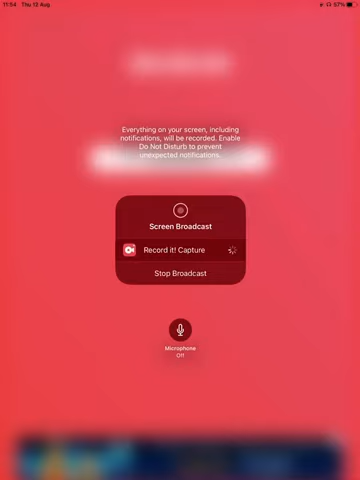 11:54 Thu 12 Aug 57%
Everything on your screen, including
notifications, will be recorded. Enable
Do Not Disturb to prevent
unexpected notifications.
Screen Broadcast
Record it! Capture
Stop Broadcast
Microphone
Off